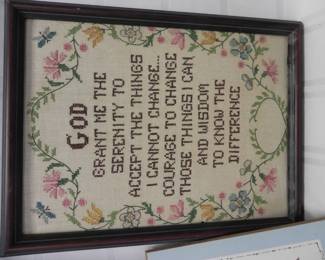 GOD
GRANT ME THE
SERENITY TO
ACCEPT THE THINGS
I CANNOT CHANGE...
COURAGE TO CHANGE
THOSE THINGS I CAN
AND WISDOM
TO KNOW THE
DIFFERENCE